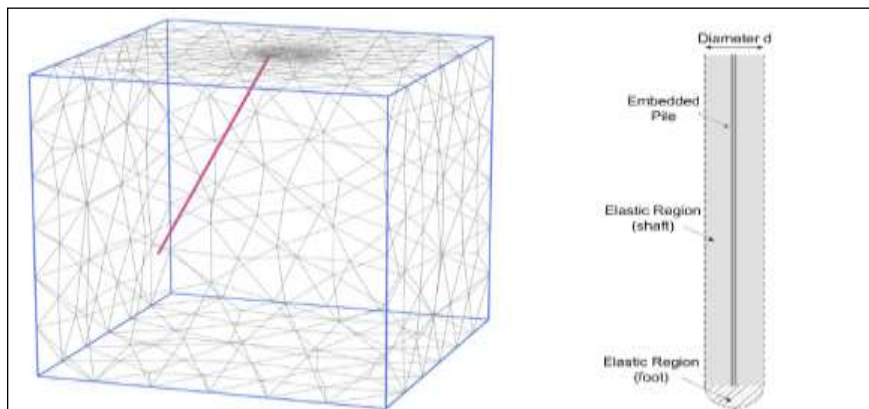 Diameter d
Embedded
Pile
Elastic Region
(shaft)
Elastic Region
(foot)